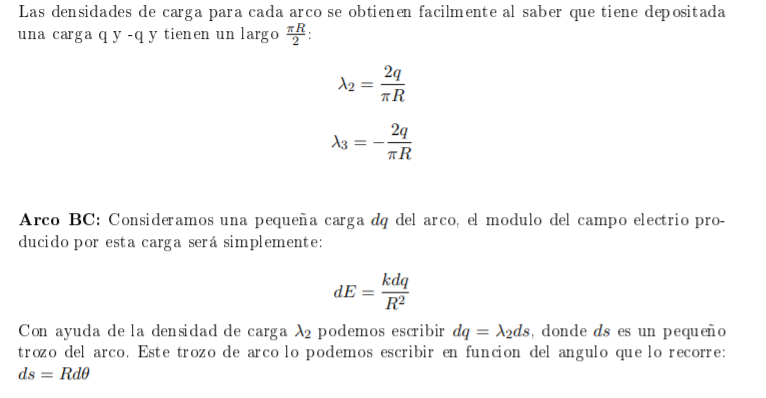 Las densidades de carga para cada arco se obtienen facilmente al saber que tiene depositada
una carga q y -q y tienen un largo $\frac{\pi R}{2}$:
$\lambda_2 = \frac{2q}{\pi R}$
$\lambda_3 = -\frac{2q}{\pi R}$
Arco BC: Consideramos una pequeña carga $dq$ del arco, el modulo del campo electrio pro-
ducido por esta carga será simplemente:
$dE = \frac{kdq}{R^2}$
Con ayuda de la densidad de carga $\lambda_2$ podemos escribir $dq = \lambda_2 ds$, donde $ds$ es un pequeño
trozo del arco. Este trozo de arco lo podemos escribir en funcion del angulo que lo recorre:
$ds = Rd\theta$